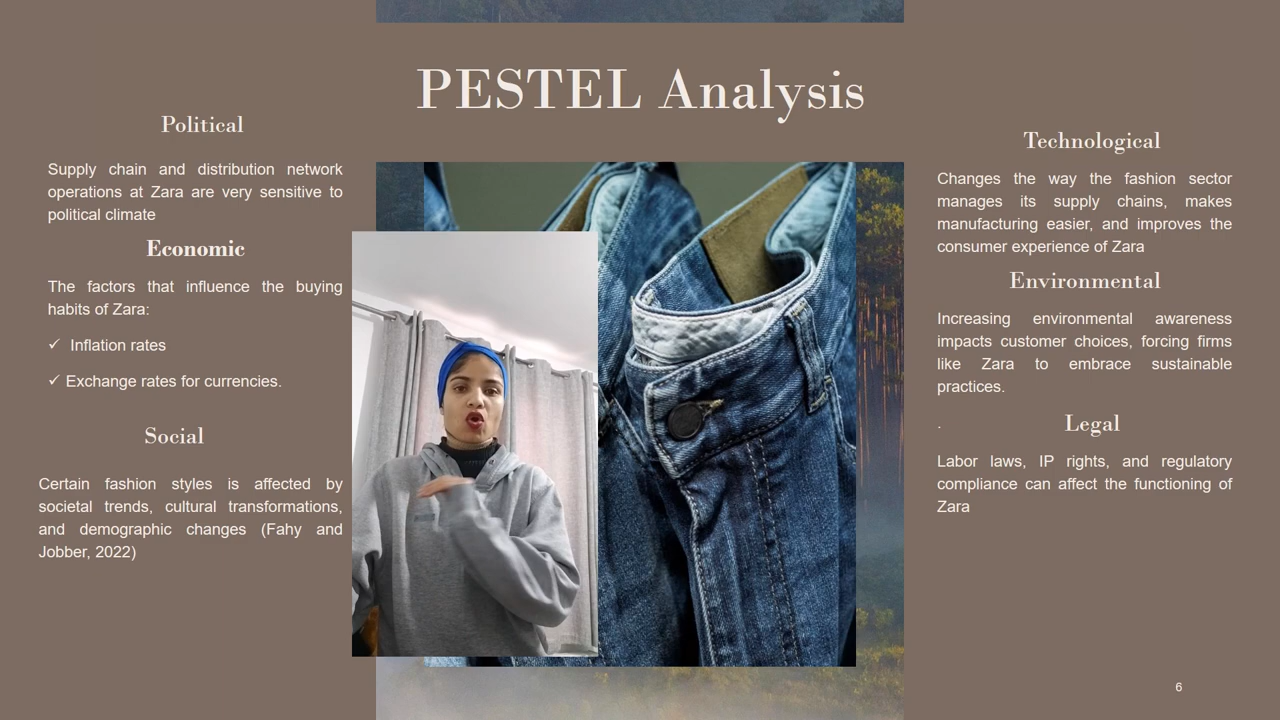 PESTEL Analysis
Political
Supply chain and distribution network
operations at Zara are very sensitive to
political climate
Economic
The factors that influence the buying
habits of Zara:
✓ Inflation rates
✓ Exchange rates for currencies.
Social
Certain fashion styles is affected by
societal trends, cultural transformations,
and demographic changes (Fahy and
Jobber, 2022)
Technological
Changes the way the fashion sector
manages its supply chains, makes
manufacturing easier, and improves the
consumer experience of Zara
Environmental
Increasing environmental awareness
impacts customer choices, forcing firms
like Zara to embrace sustainable
practices.
.
Legal
Labor laws, IP rights, and regulatory
compliance can affect the functioning of
Zara
6